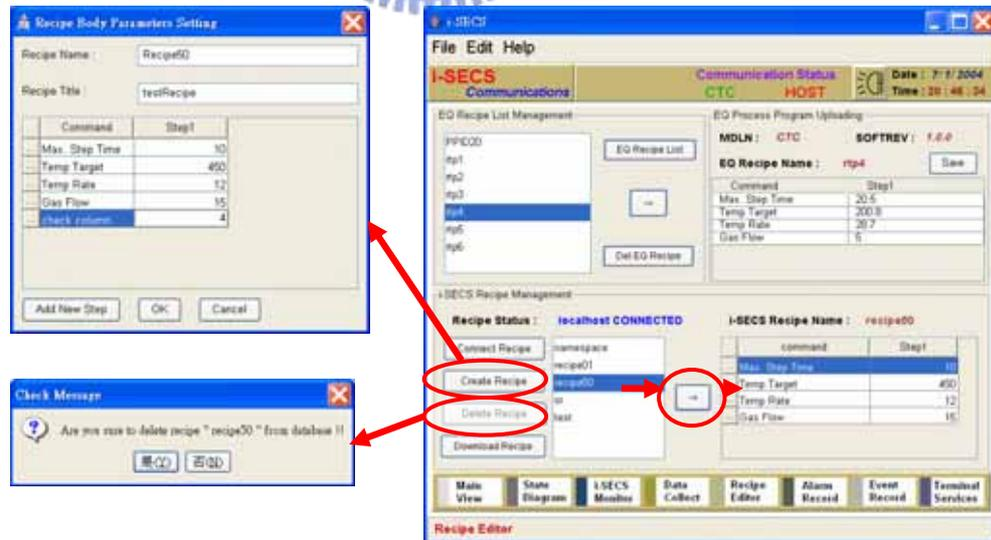 Recipe Body Parameters Setting
Recipe Name :
Recipe50
Recipe Title :
testRecipe
Command Step1
Max. Step Time 10
Temp Target 450
Temp Rate 12
Gas Flow 15
check column 4
Add New Step OK Cancel
Check Message
Are you sure to delete recipe " recipe50 " from database !!
是(Y) 否(N)
i-SECS
File Edit Help
i-SECS
Communications
Communication Status
CTC HOST
Date : 7/ 1/ 2004
Time : 20 : 46 : 34
EQ Recipe List Management
PPIEQD
rtp1
rtp2
rtp3
rtp4
rtp5
rtp6
EQ Recipe List
→
Del EQ Recipe
EQ Process Program Uploading
MDLN : CTC SOFTREV : 1.0.0
EQ Recipe Name : rtp4 Save
Command Step1
Max. Step Time 20.5
Temp Target 200.8
Temp Rate 20.7
Gas Flow 5
i-SECS Recipe Management
Recipe Status : localhost CONNECTED
Connect Recipe
Create Recipe
Delete Recipe
Download Recipe
namespace
recipe01
recipe50
sr
test
→
i-SECS Recipe Name : recipe50
command Step1
Max. Step Time 10
Temp Target 450
Temp Rate 12
Gas Flow 15
Main View
State Diagram
i-SECS Monitor
Data Collect
Recipe Editor
Alarm Record
Event Record
Terminal Services
Recipe Editor